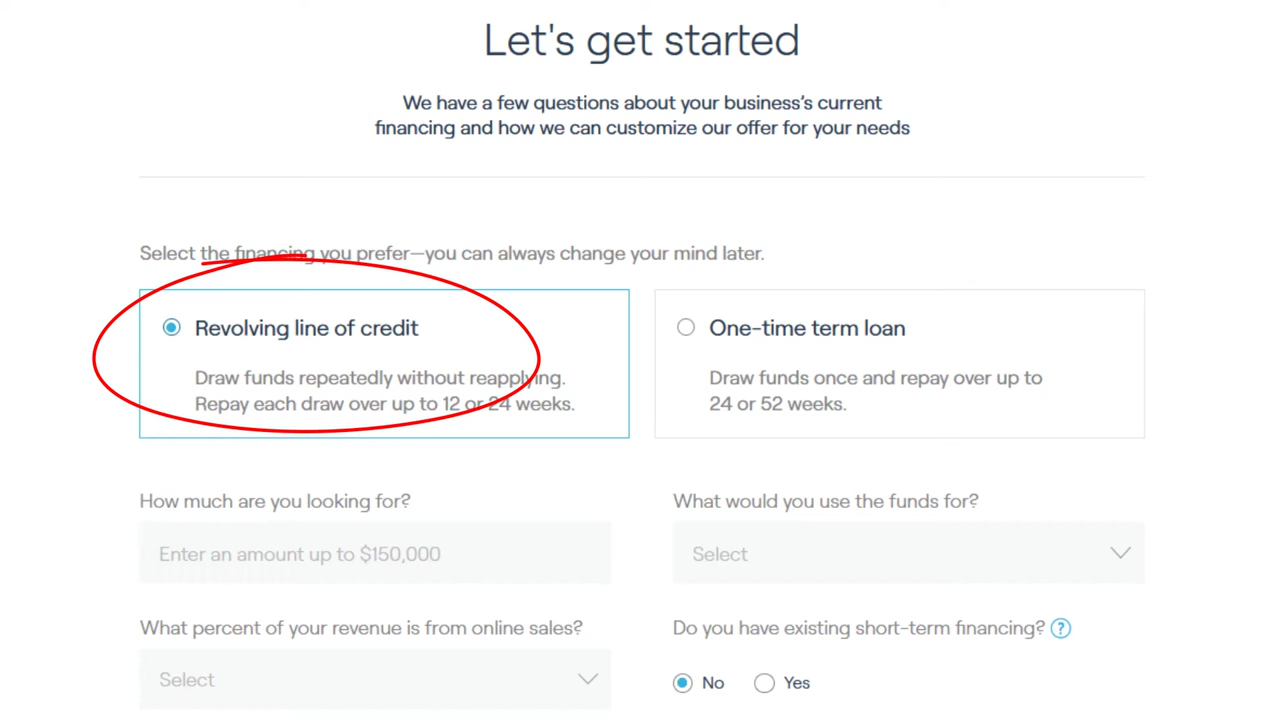 Let's get started
We have a few questions about your business's current
financing and how we can customize our offer for your needs
Select the financing you prefer—you can always change your mind later.
Revolving line of credit
Draw funds repeatedly without reapplying.
Repay each draw over up to 12 or 24 weeks.
One-time term loan
Draw funds once and repay over up to
24 or 52 weeks.
How much are you looking for?
Enter an amount up to $150,000
What would you use the funds for?
Select
What percent of your revenue is from online sales?
Select
Do you have existing short-term financing? ?
No Yes